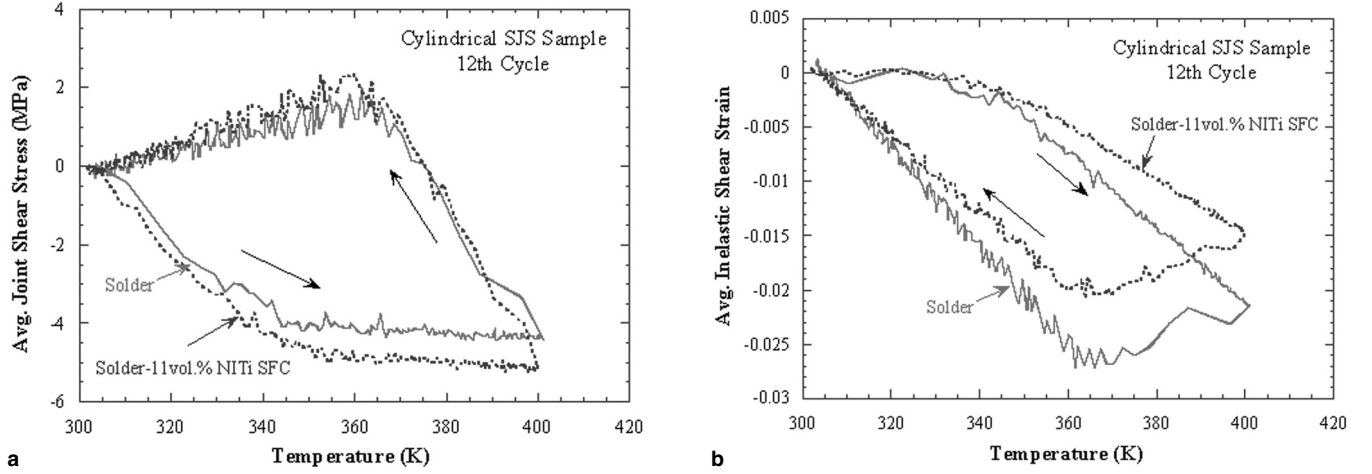 4
2
0
-2
-4
-6
Avg. Joint Shear Stress (MPa)
Cylindrical SJS Sample
12th Cycle
Solder
Solder-11vol.% NITi SFC
300 320 340 360 380 400 420
Temperature (K)
a
0.005
0
-0.005
-0.01
-0.015
-0.02
-0.025
-0.03
Avg. Inelastic Shear Strain
Cylindrical SJS Sample
12th Cycle
Solder-11vol.% NITi SFC
Solder
300 320 340 360 380 400 420
Temperature (K)
b